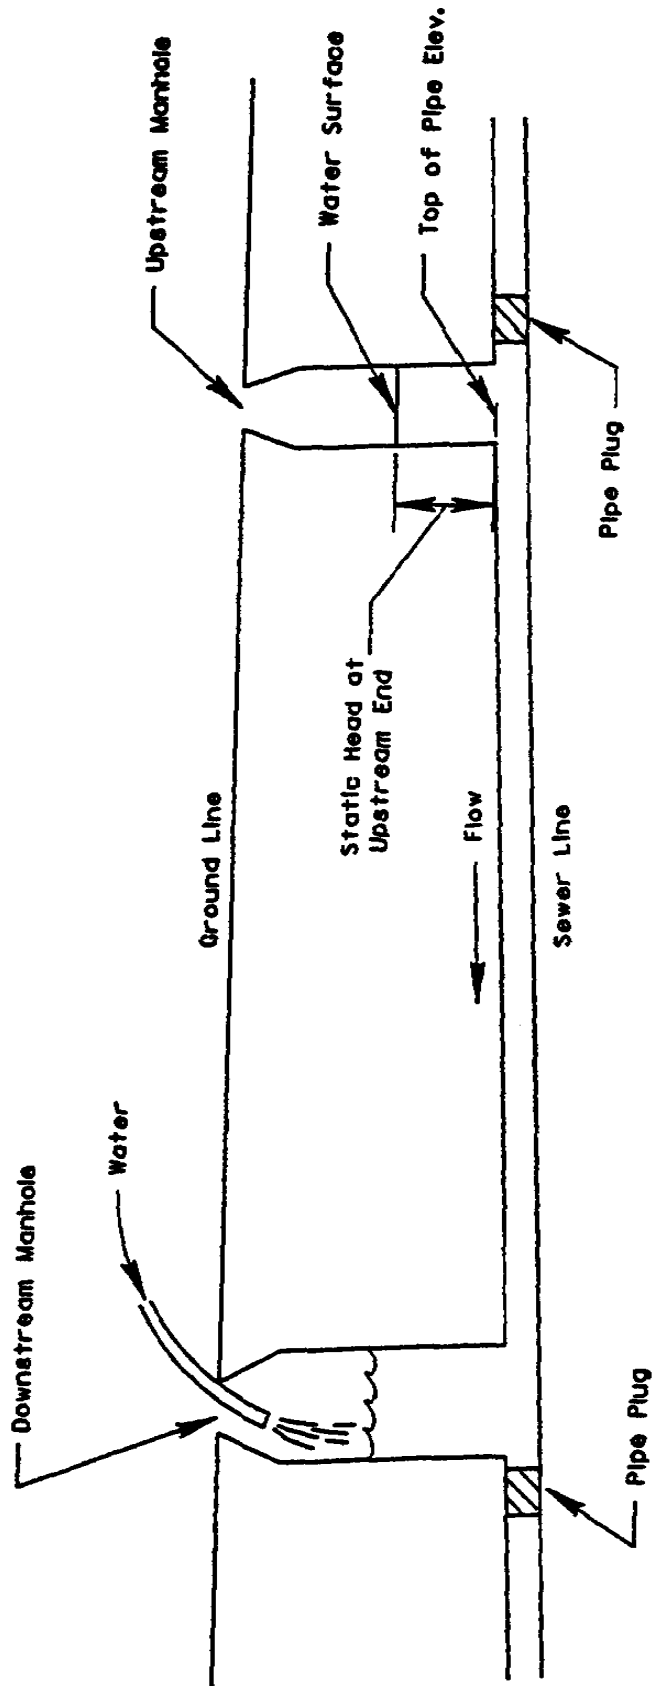 Downstream Manhole
Water
Ground Line
Upstream Manhole
Water Surface
Top of Pipe Elev.
Static Head at
Upstream End
Flow
Sewer Line
Pipe Plug
Pipe Plug